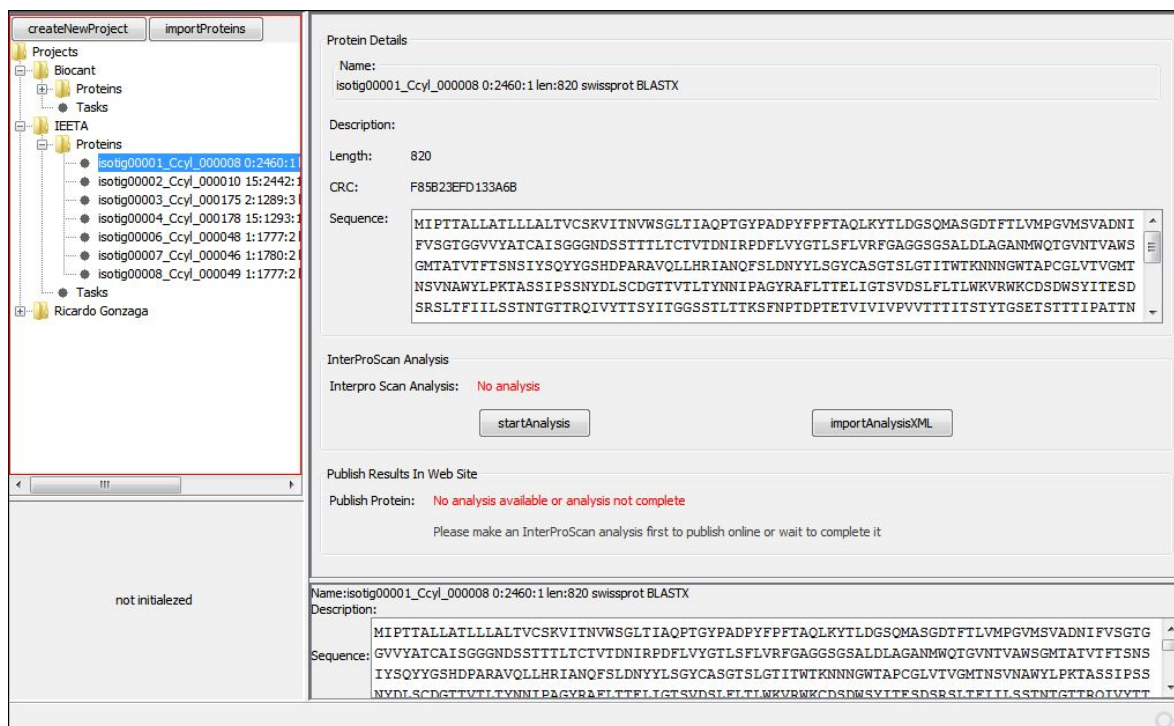 createNewProject importProteins
Projects
Biocant
Proteins
Tasks
IEETA
Proteins
isotig00001_Ccyl_000008 0:2460:1 l
isotig00002_Ccyl_000010 15:2442:1
isotig00003_Ccyl_000175 2:1289:3 l
isotig00004_Ccyl_000178 15:1293:1
isotig00006_Ccyl_000048 1:1777:2 l
isotig00007_Ccyl_000046 1:1780:2 l
isotig00008_Ccyl_000049 1:1777:2 l
Tasks
Ricardo Gonzaga
not initialezed
Protein Details
Name:
isotig00001_Ccyl_000008 0:2460:1 len:820 swissprot BLASTX
Description:
Length: 820
CRC: F85B23EFD133A6B
Sequence:
MIPTTALLATLLLALTVCSKVITNVWSGLTIAQPTGYPADPYFPFTAQLKYTLDGSQMASGDTFTLVMPGVMSVADNI
FVSGTGGVVYATCAISGGGNDSSTTTLTCTVTDNIRPDFLVYGTLSFLVRFGAGGSGSALDLAGANMWQTGVNTVAWS
GMTATVTFTSNSIYSQYYGSHDPARAVQLLHRIANQFSLDNYYLSGYCASGTSLGTITWTKNNNGWTAPCGLVTVGMT
NSVNAWYLPKTASSIPSSNYDLSCDGTTVTLTYNNIPAGYRAFLTTELIGTSVDSLFLTLWKVRWKCDSDWSYITESD
SRSLTFIILSSTNTGTTRQIVYTTSYITGGSSTLTTKSFNPTDPTETVIVIVPVVTTTITSTYTGSETSTTTIPATTN
InterProScan Analysis
Interpro Scan Analysis: No analysis
startAnalysis importAnalysisXML
Publish Results In Web Site
Publish Protein: No analysis available or analysis not complete
Please make an InterProScan analysis first to publish online or wait to complete it
Name:isotig00001_Ccyl_000008 0:2460:1 len:820 swissprot BLASTX
Description:
Sequence:
MIPTTALLATLLLALTVCSKVITNVWSGLTIAQPTGYPADPYFPFTAQLKYTLDGSQMASGDTFTLVMPGVMSVADNIFVSGTG
GVVYATCAISGGGNDSSTTTLTCTVTDNIRPDFLVYGTLSFLVRFGAGGSGSALDLAGANMWQTGVNTVAWSGMTATVTFTSNS
IYSQYYGSHDPARAVQLLHRIANQFSLDNYYLSGYCASGTSLGTITWTKNNNGWTAPCGLVTVGMTNSVNAWYLPKTASSIPSS
NYDLSCDGTTVTLTYNNIPAGYRAFLTTELIGTSVDSLFLTLWKVRWKCDSDWSYITESDSRSLTFIILSSTNTGTTRQIVYTT